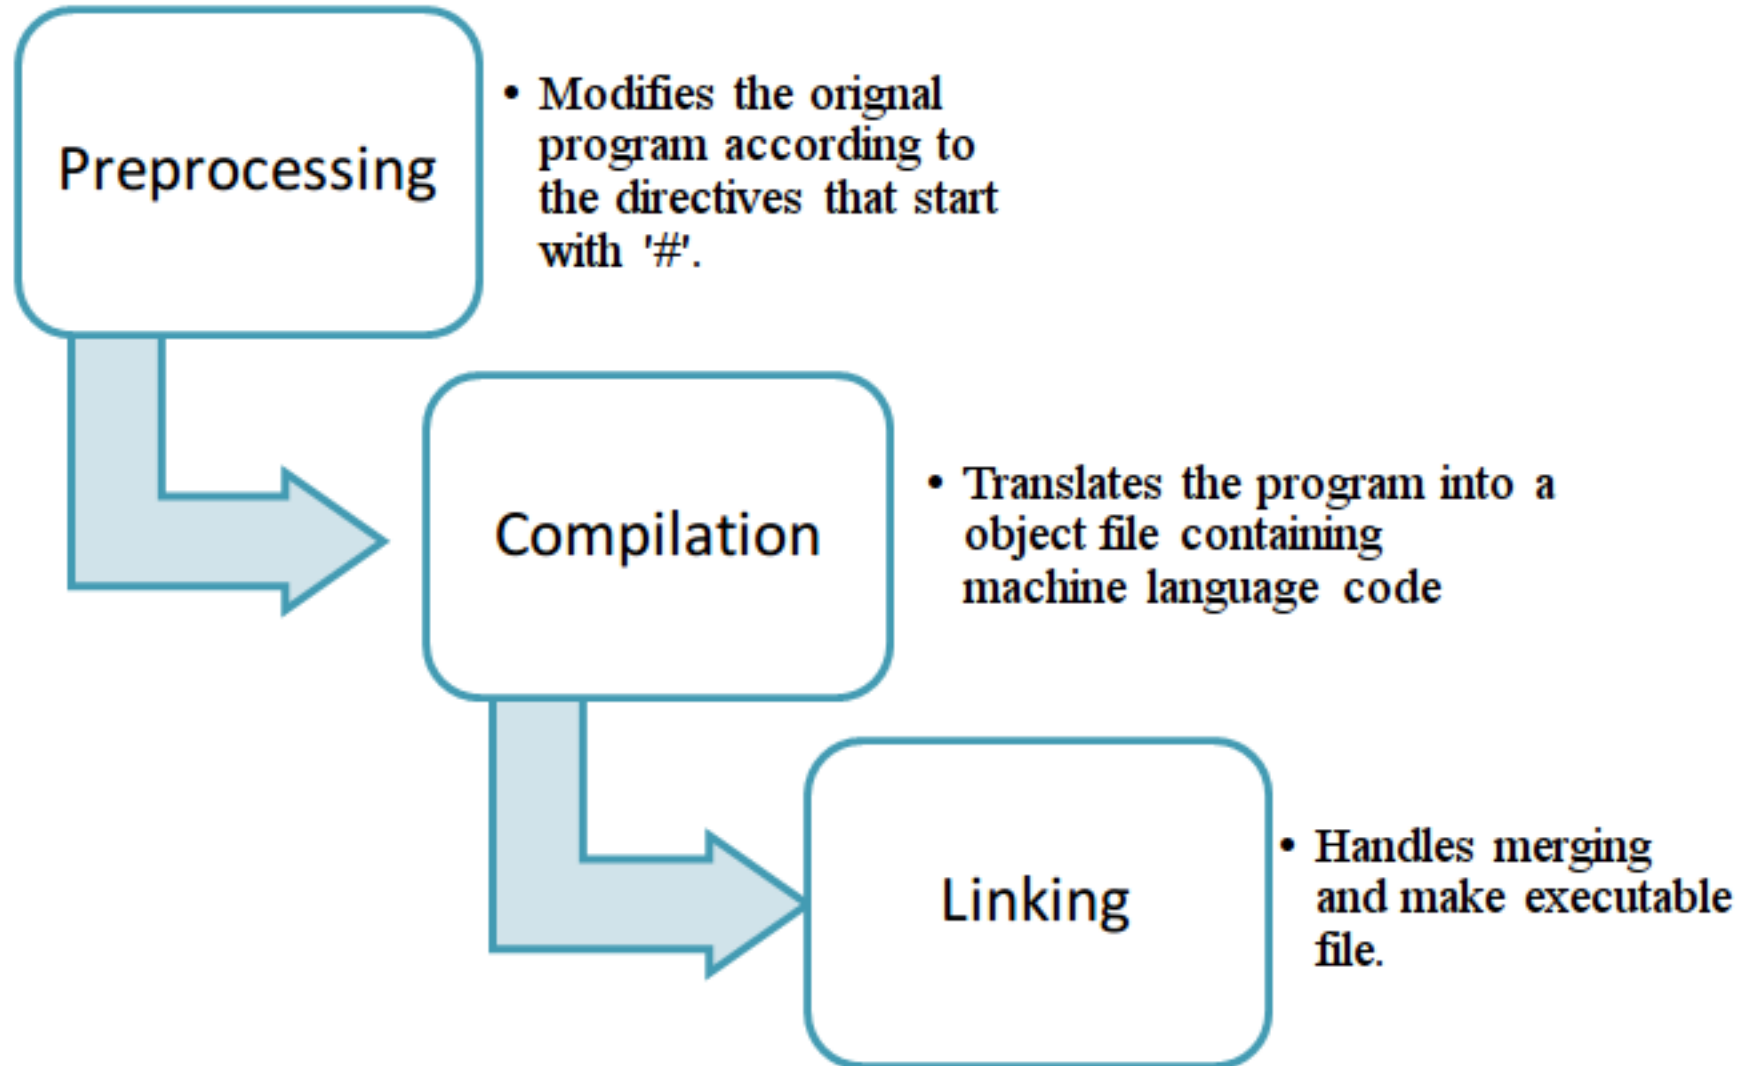 Preprocessing
• Modifies the orignal
program according to
the directives that start
with '#'.
Compilation
• Translates the program into a
object file containing
machine language code
Linking
• Handles merging
and make executable
file.